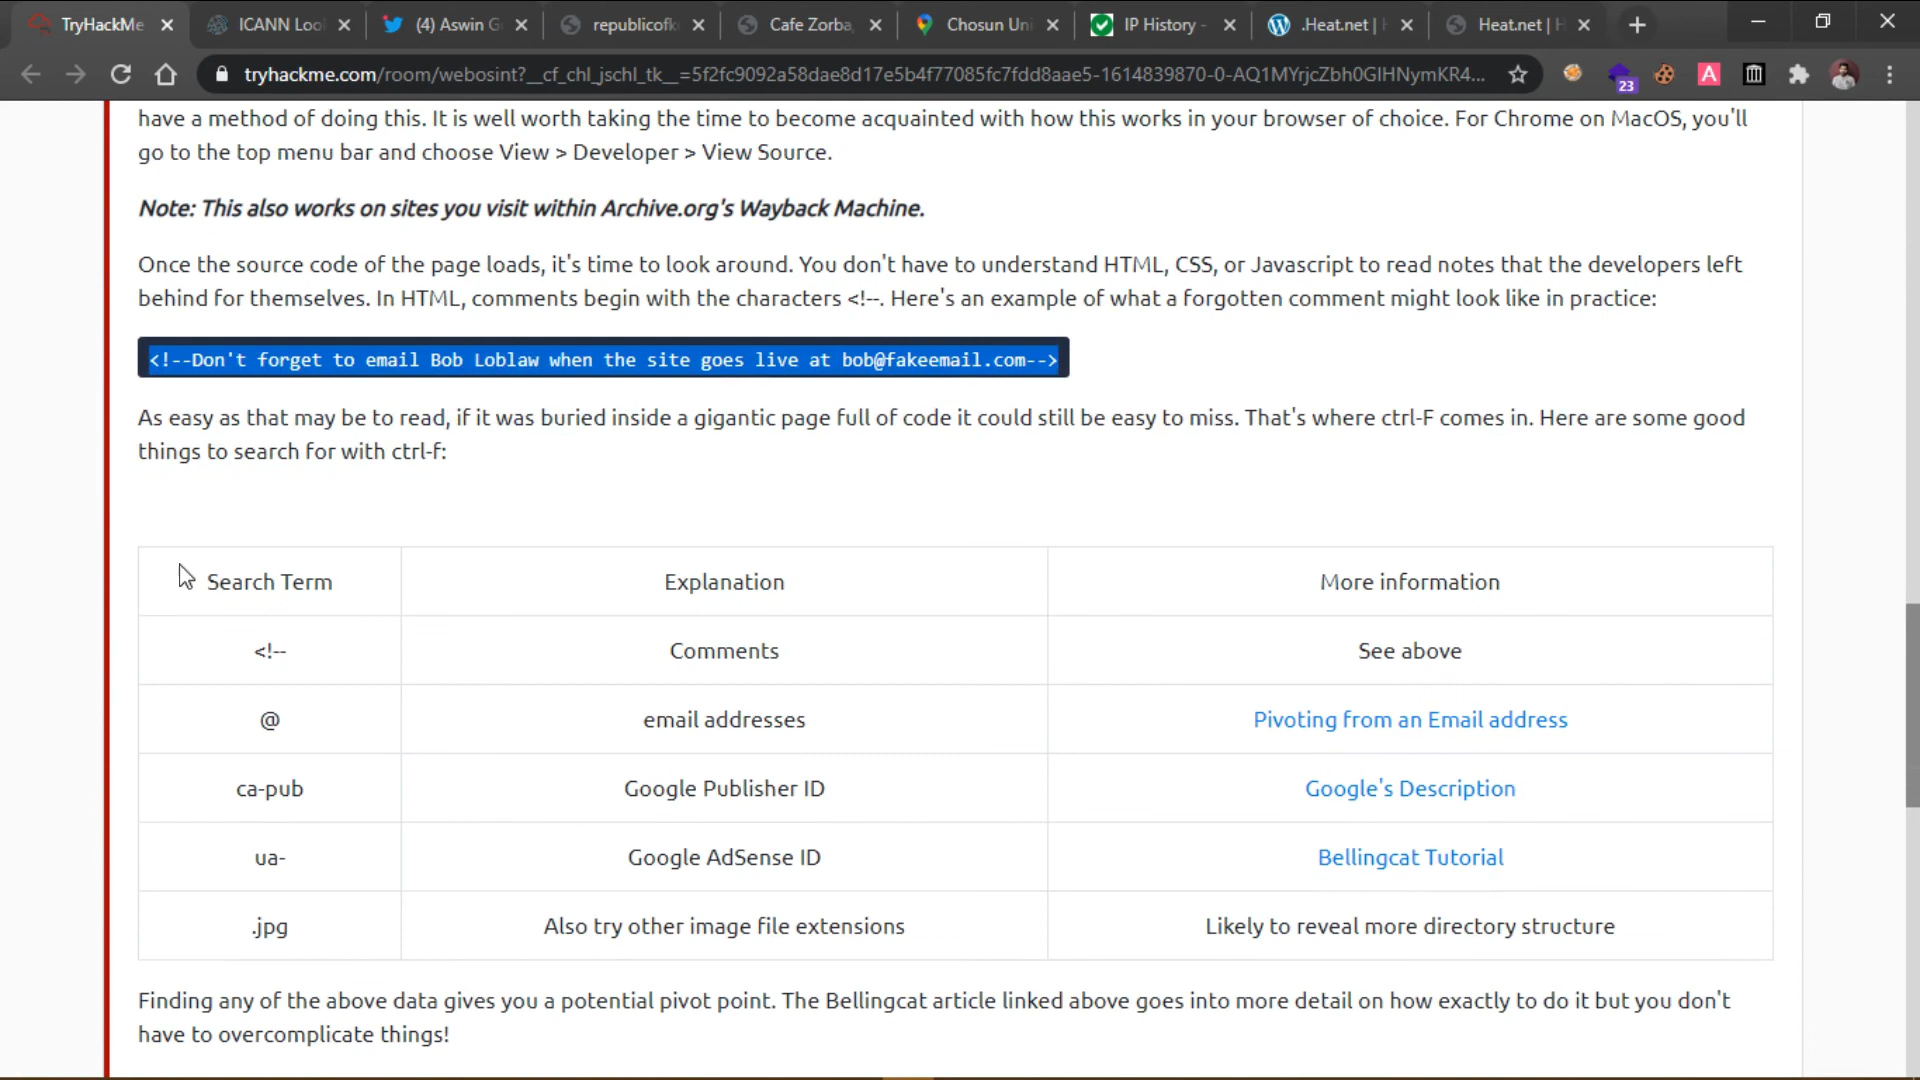 TryHackMe
ICANN Loo
(4) Aswin G
republicofk
Cafe Zorba,
Chosun Uni
IP History -
.Heat.net |
Heat.net | H
tryhackme.com/room/webosint?__cf_chl_jschl_tk__=5f2fc9092a58dae8d17e5b4f77085fc7fdd8aae5-1614839870-0-AQ1MYrjcZbh0GIHNymKR4...
23
A
have a method of doing this. It is well worth taking the time to become acquainted with how this works in your browser of choice. For Chrome on MacOS, you'll
go to the top menu bar and choose View > Developer > View Source.
Note: This also works on sites you visit within Archive.org's Wayback Machine.
Once the source code of the page loads, it's time to look around. You don't have to understand HTML, CSS, or Javascript to read notes that the developers left
behind for themselves. In HTML, comments begin with the characters <!--. Here's an example of what a forgotten comment might look like in practice:
<!--Don't forget to email Bob Loblaw when the site goes live at bob@fakeemail.com-->
As easy as that may be to read, if it was buried inside a gigantic page full of code it could still be easy to miss. That's where ctrl-F comes in. Here are some good
things to search for with ctrl-f:
Search Term Explanation More information
<!-- Comments See above
@ email addresses Pivoting from an Email address
ca-pub Google Publisher ID Google's Description
ua- Google AdSense ID Bellingcat Tutorial
.jpg Also try other image file extensions Likely to reveal more directory structure
Finding any of the above data gives you a potential pivot point. The Bellingcat article linked above goes into more detail on how exactly to do it but you don't
have to overcomplicate things!